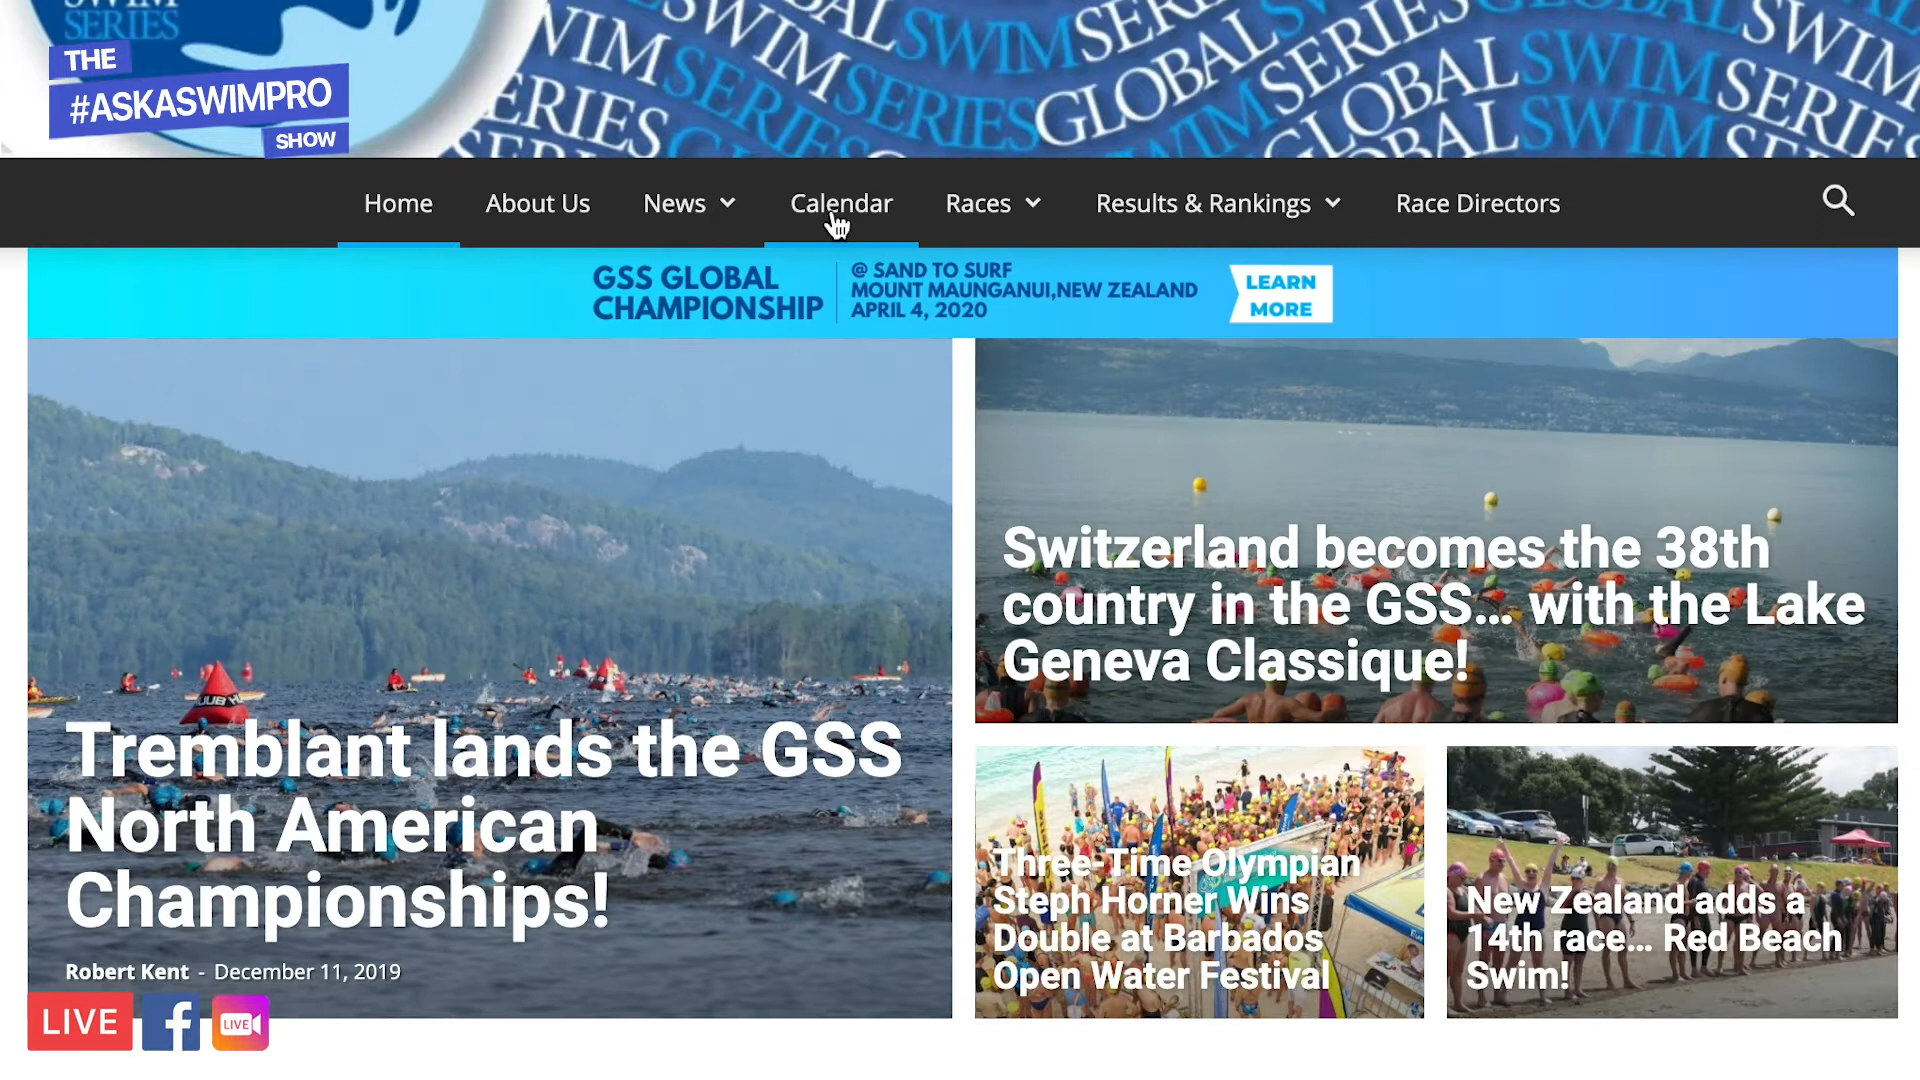 SWIM
SERIES
THE
#ASKASWIMPRO
SHOW
GLOBAL SWIM SERIES
GLOBAL SWIM SERIES
Home
About Us
News
Calendar
Races
Results & Rankings
Race Directors
GSS GLOBAL
CHAMPIONSHIP
@ SAND TO SURF
MOUNT MAUNGANUI,NEW ZEALAND
APRIL 4, 2020
LEARN
MORE
Tremblant lands the GSS
North American
Championships!
Robert Kent - December 11, 2019
Switzerland becomes the 38th
country in the GSS... with the Lake
Geneva Classique!
Three-Time Olympian
Steph Horner Wins
Double at Barbados
Open Water Festival
New Zealand adds a
14th race... Red Beach
Swim!
LIVE
LIVE